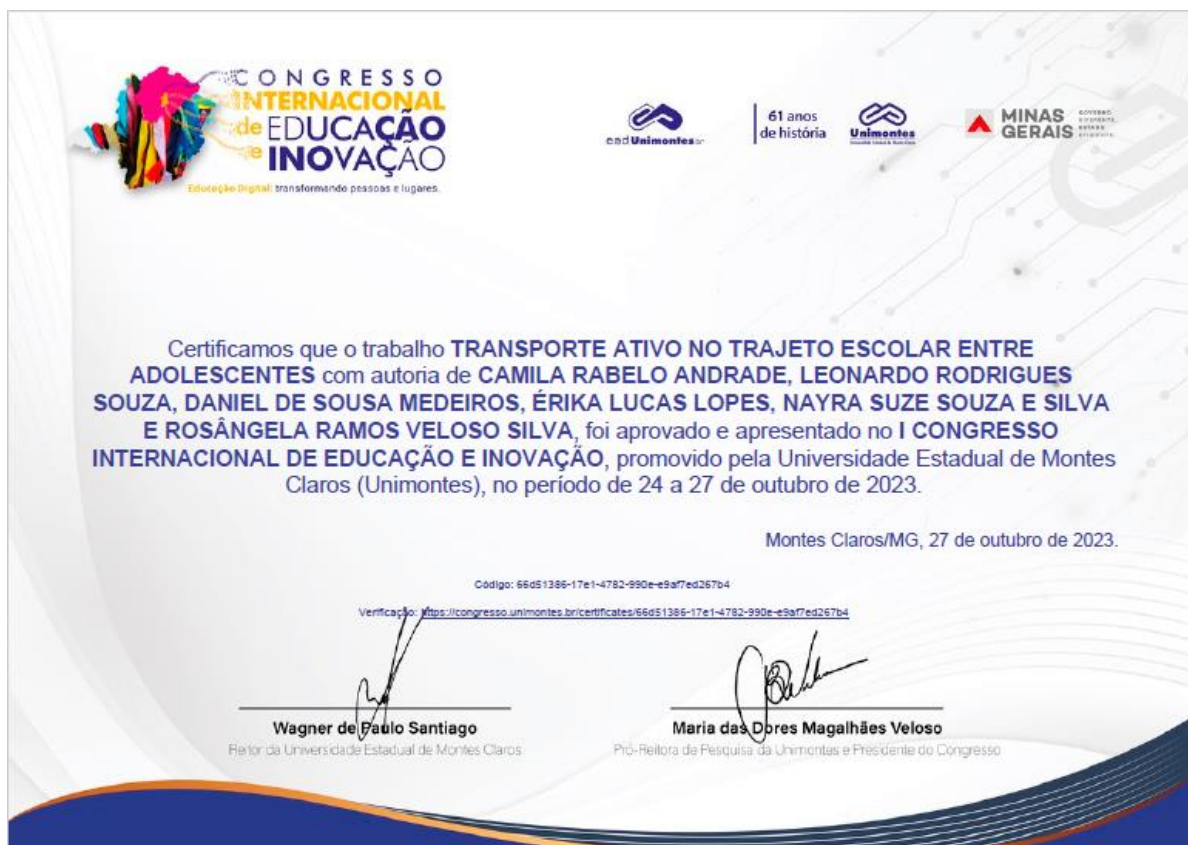 CONGRESSO
INTERNACIONAL
de EDUCAÇÃO
e INOVAÇÃO
Educação Digital: transformando pessoas e lugares.
ead Unimontes
61 anos
de história
Unimontes
MINAS
GERAIS
Certificamos que o trabalho TRANSPORTE ATIVO NO TRAJETO ESCOLAR ENTRE
ADOLESCENTES com autoria de CAMILA RABELO ANDRADE, LEONARDO RODRIGUES
SOUZA, DANIEL DE SOUSA MEDEIROS, ÉRIKA LUCAS LOPES, NAYRA SUZE SOUZA E SILVA
E ROSÂNGELA RAMOS VELOSO SILVA, foi aprovado e apresentado no I CONGRESSO
INTERNACIONAL DE EDUCAÇÃO E INOVAÇÃO, promovido pela Universidade Estadual de Montes
Claros (Unimontes), no período de 24 a 27 de outubro de 2023.
Montes Claros/MG, 27 de outubro de 2023.
Código: 66d51386-17e1-4782-990e-e9af7ed267b4
Verificação: https://congresso.unimontes.br/certificates/66d51386-17e1-4782-990e-e9af7ed267b4
Wagner de Paulo Santiago
Reitor da Universidade Estadual de Montes Claros
Maria das Dores Magalhães Veloso
Pró-Reitora de Pesquisa da Unimontes e Presidente do Congresso